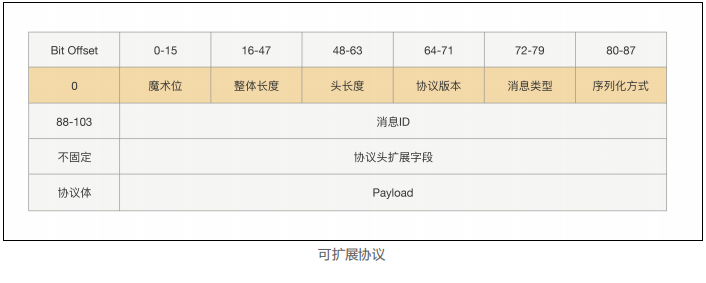 Bit Offset 0-15 16-47 48-63 64-71 72-79 80-87
0 魔术位 整体长度 头长度 协议版本 消息类型 序列化方式
88-103 消息ID
不固定 协议头扩展字段
协议体 Payload
可扩展协议